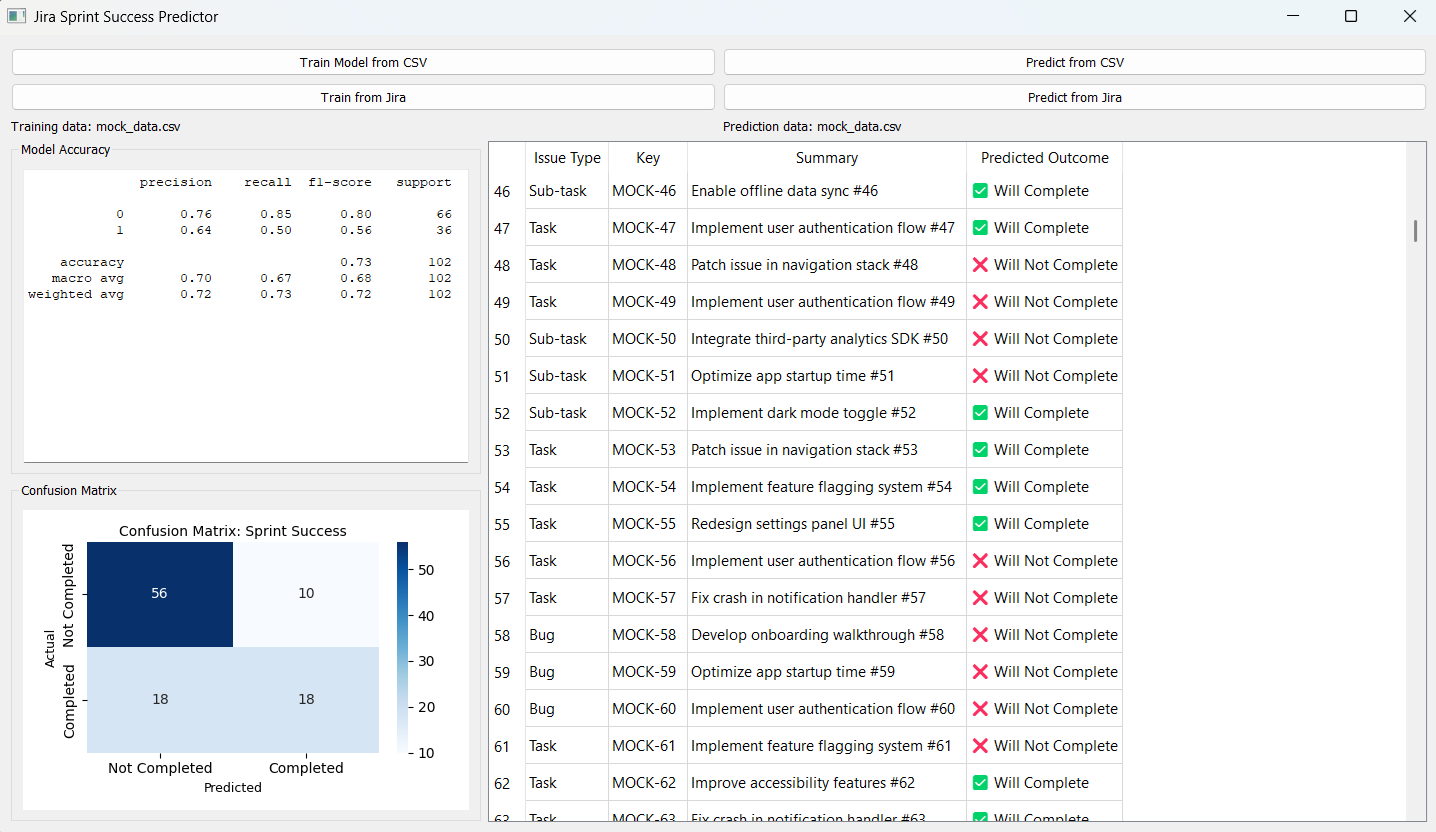 Jira Sprint Success Predictor
Train Model from CSV
Predict from CSV
Train from Jira
Predict from Jira
Training data: mock_data.csv
Prediction data: mock_data.csv
Model Accuracy
precision recall f1-score support
0 0.76 0.85 0.80 66
1 0.64 0.50 0.56 36
accuracy 0.73 102
macro avg 0.70 0.67 0.68 102
weighted avg 0.72 0.73 0.72 102
Confusion Matrix
Confusion Matrix: Sprint Success
Actual
Not Completed
Completed
56 10
18 18
Not Completed Completed
Predicted
50
40
30
20
10
Issue Type Key Summary Predicted Outcome
46 Sub-task MOCK-46 Enable offline data sync #46 ✅ Will Complete
47 Task MOCK-47 Implement user authentication flow #47 ✅ Will Complete
48 Task MOCK-48 Patch issue in navigation stack #48 ❌ Will Not Complete
49 Task MOCK-49 Implement user authentication flow #49 ❌ Will Not Complete
50 Sub-task MOCK-50 Integrate third-party analytics SDK #50 ❌ Will Not Complete
51 Sub-task MOCK-51 Optimize app startup time #51 ❌ Will Not Complete
52 Sub-task MOCK-52 Implement dark mode toggle #52 ✅ Will Complete
53 Task MOCK-53 Patch issue in navigation stack #53 ✅ Will Complete
54 Task MOCK-54 Implement feature flagging system #54 ✅ Will Complete
55 Task MOCK-55 Redesign settings panel UI #55 ✅ Will Complete
56 Task MOCK-56 Implement user authentication flow #56 ❌ Will Not Complete
57 Task MOCK-57 Fix crash in notification handler #57 ❌ Will Not Complete
58 Bug MOCK-58 Develop onboarding walkthrough #58 ❌ Will Not Complete
59 Bug MOCK-59 Optimize app startup time #59 ❌ Will Not Complete
60 Bug MOCK-60 Implement user authentication flow #60 ❌ Will Not Complete
61 Task MOCK-61 Implement feature flagging system #61 ❌ Will Not Complete
62 Task MOCK-62 Improve accessibility features #62 ✅ Will Complete
63 Task MOCK-63 Fix crash in notification handler #63 ✅ Will Complete